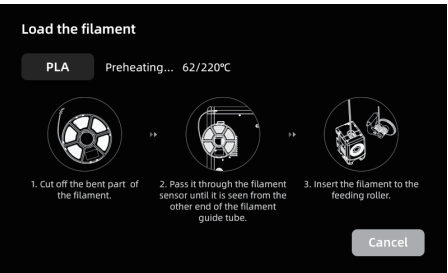 Load the filament
PLA Preheating... 62/220℃
1. Cut off the bent part of
the filament.
2. Pass it through the filament
sensor until it is seen from the
other end of the filament
guide tube.
3. Insert the filament to the
feeding roller.
Cancel